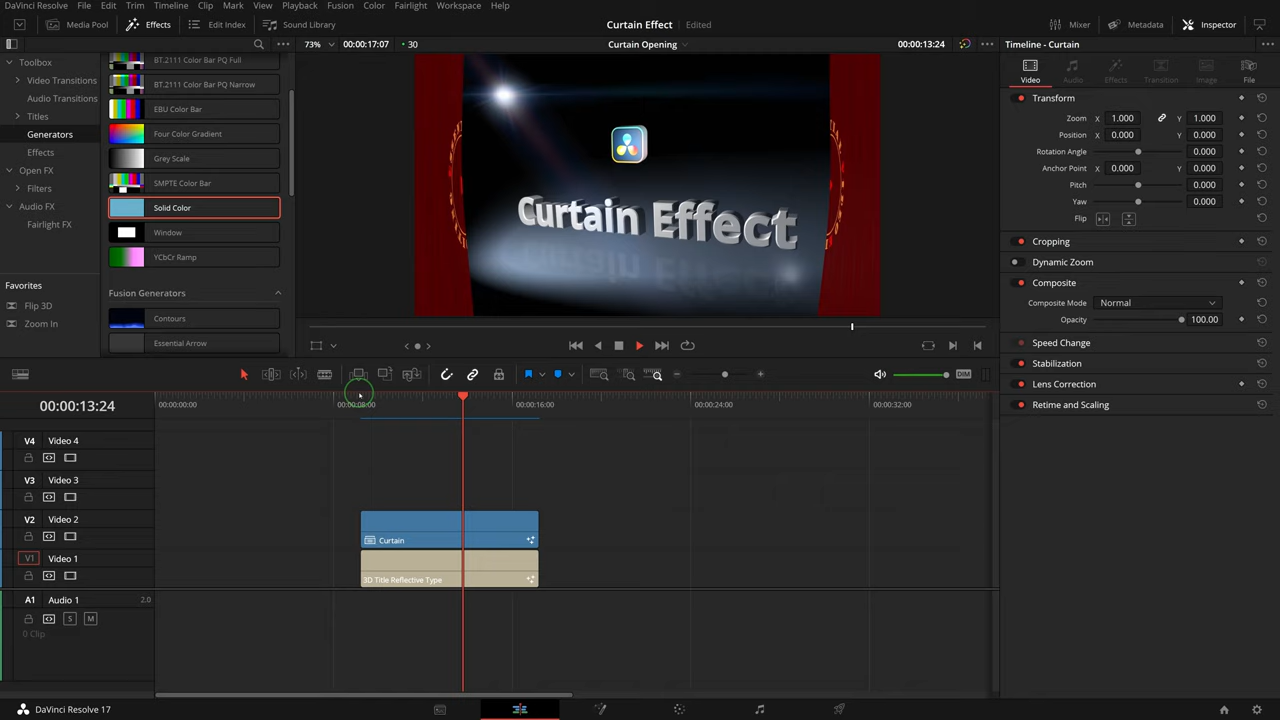 DaVinci Resolve File Edit Trim Timeline Clip Mark View Playback Fusion Color Fairlight Workspace Help
Media Pool Effects Edit Index Sound Library Curtain Effect Edited Mixer Metadata Inspector
73% 00:00:17:07 30 Curtain Opening 00:00:13:24 Timeline - Curtain
Toolbox
Video Transitions
Audio Transitions
Titles
Generators
Effects
Open FX
Filters
Audio FX
Fairlight FX
Favorites
Flip 3D
Zoom In
BT.2111 Color Bar PQ Full
BT.2111 Color Bar PQ Narrow
EBU Color Bar
Four Color Gradient
Grey Scale
SMPTE Color Bar
Solid Color
Window
YCbCr Ramp
Fusion Generators
Contours
Essential Arrow
Curtain Effect
Video Audio Effects Transition Image File
Transform
Zoom X 1.000 Y 1.000
Position X 0.000 Y 0.000
Rotation Angle 0.000
Anchor Point X 0.000 Y 0.000
Pitch 0.000
Yaw 0.000
Flip
Cropping
Dynamic Zoom
Composite
Composite Mode Normal
Opacity 100.00
Speed Change
Stabilization
Lens Correction
Retime and Scaling
DIM
00:00:13:24 00:00:00:00 00:00:08:00 00:00:16:00 00:00:24:00 00:00:32:00
V4 Video 4
V3 Video 3
V2 Video 2
Curtain
V1 Video 1
3D Title Reflective Type
A1 Audio 1 2.0
S M
0 Clip
DaVinci Resolve 17